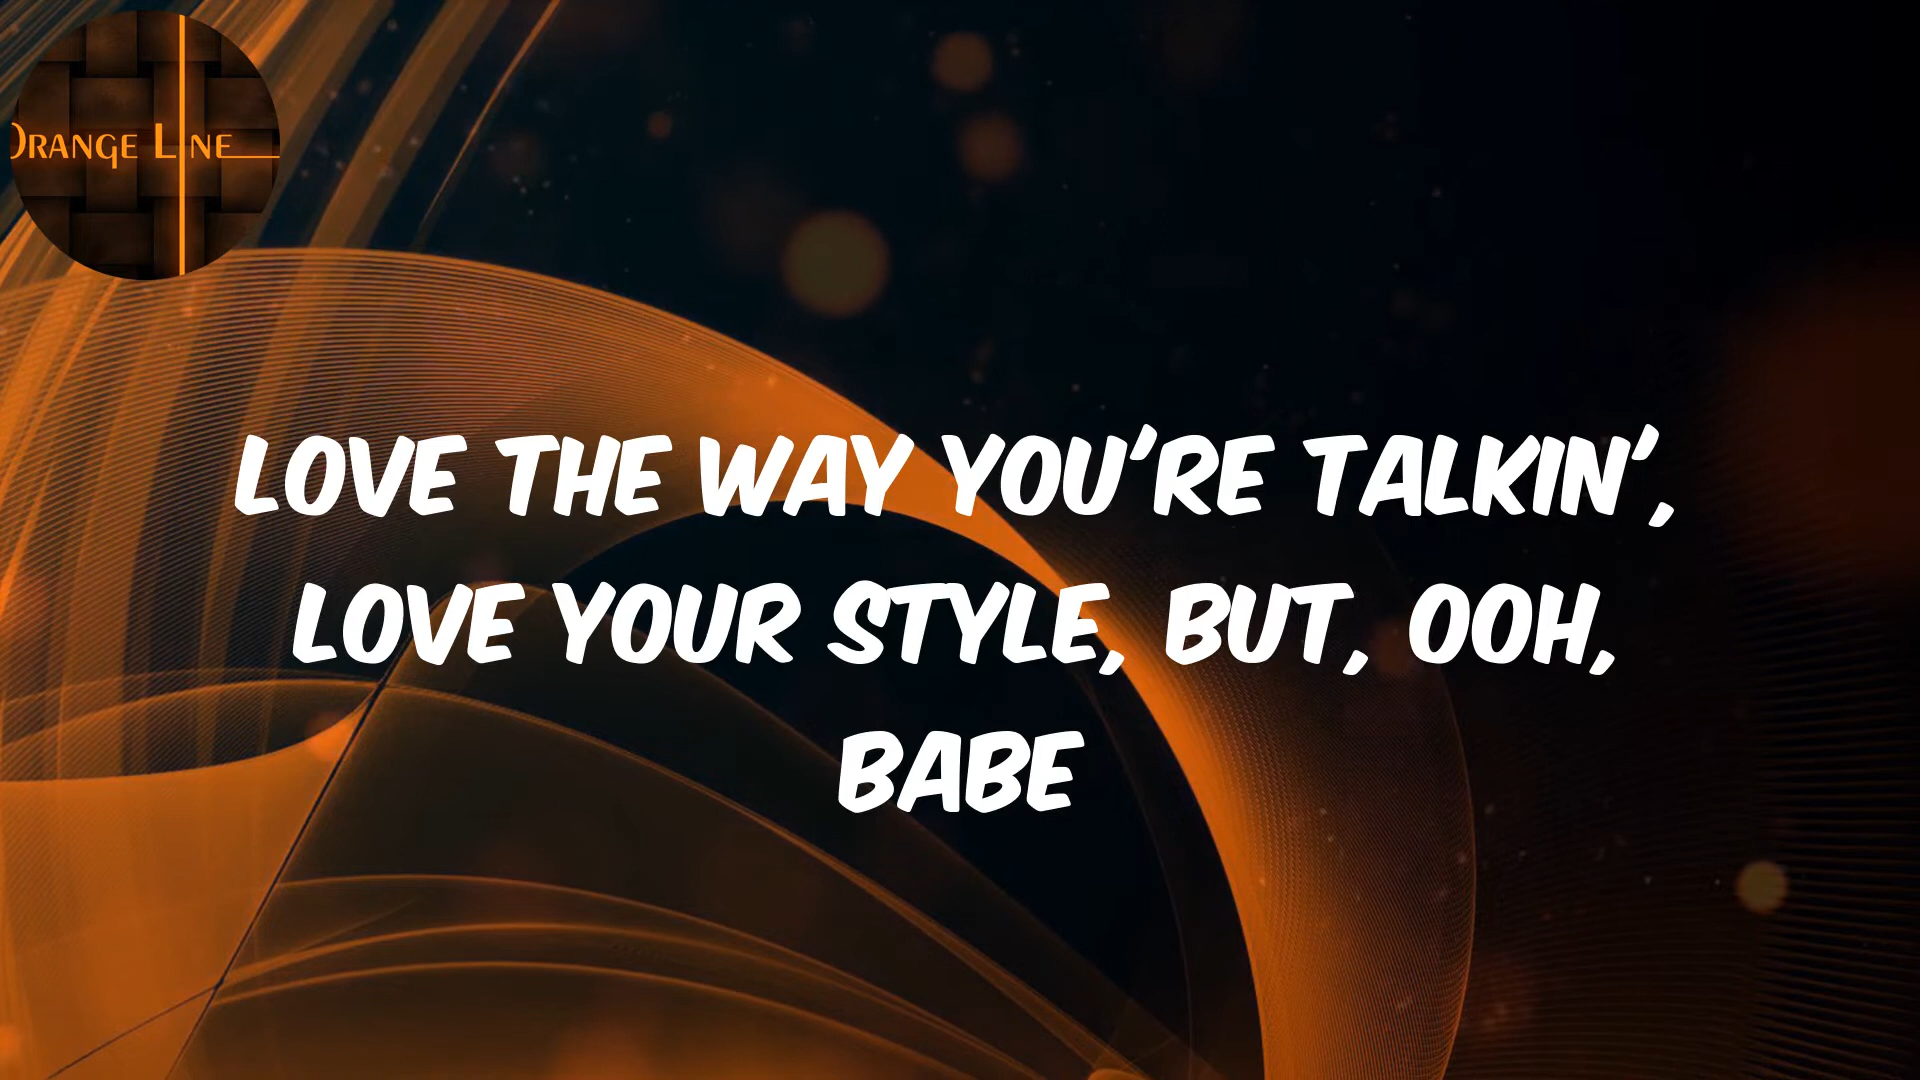 ORANGE LINE
LOVE THE WAY YOU'RE TALKIN',
LOVE YOUR STYLE, BUT, OOH,
BABE